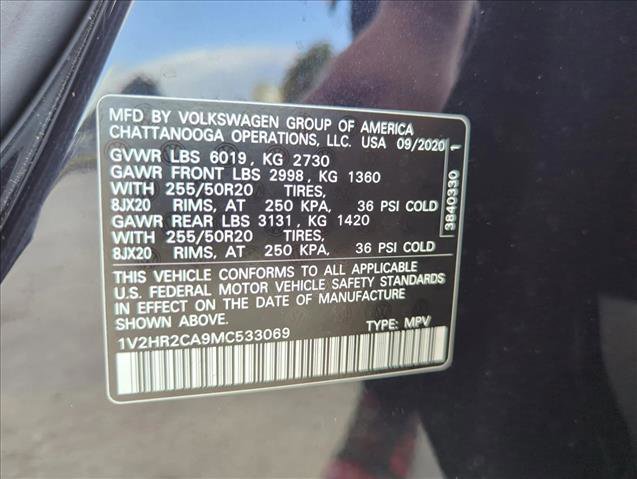 MFD BY VOLKSWAGEN GROUP OF AMERICA
CHATTANOOGA OPERATIONS, LLC. USA 09/2020
GVWR LBS 6019, KG 2730
GAWR FRONT LBS 2998, KG 1360
WITH 255/50R20 TIRES,
8JX20 RIMS, AT 250 KPA, 36 PSI COLD
GAWR REAR LBS 3131, KG 1420
WITH 255/50R20 TIRES,
8JX20 RIMS, AT 250 KPA, 36 PSI COLD
THIS VEHICLE CONFORMS TO ALL APPLICABLE
U.S. FEDERAL MOTOR VEHICLE SAFETY STANDARDS
IN EFFECT ON THE DATE OF MANUFACTURE
SHOWN ABOVE.
1V2HR2CA9MC533069 TYPE: MPV
3840330 1